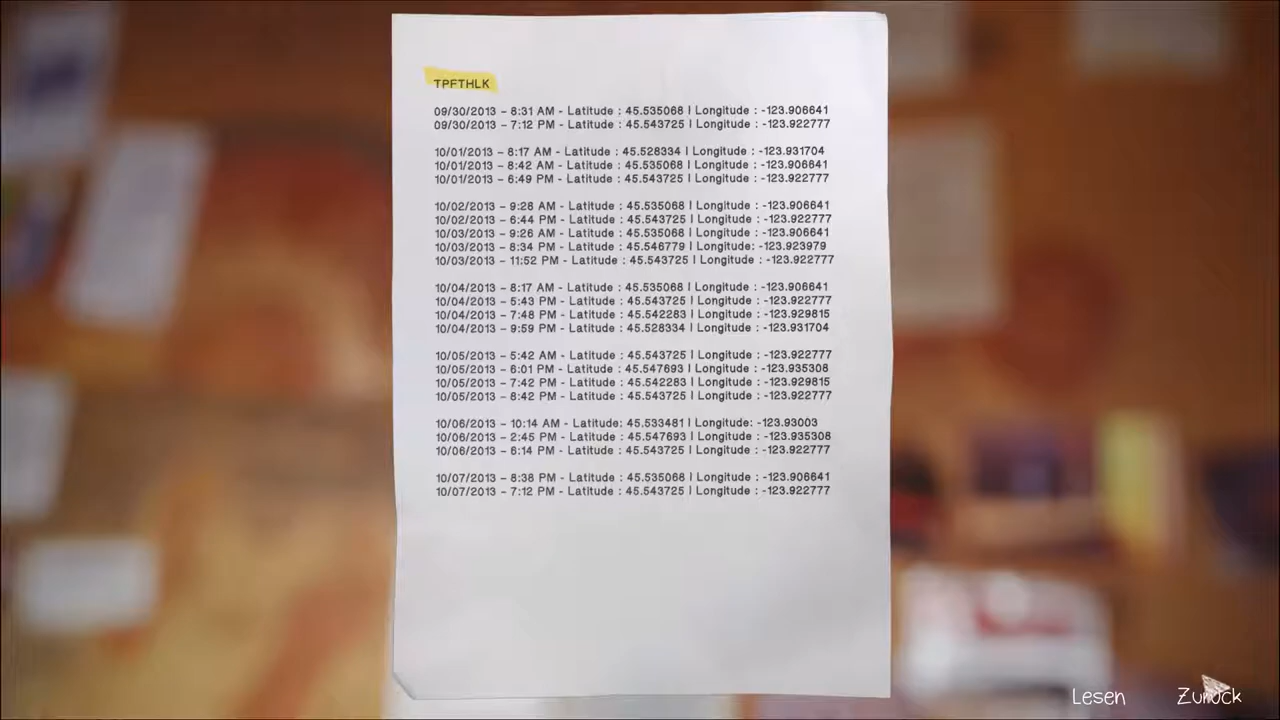 TPFTHLK
09/30/2013 – 8:31 AM - Latitude : 45.535068 | Longitude : -123.906641
09/30/2013 – 7:12 PM - Latitude : 45.543725 | Longitude : -123.922777
10/01/2013 – 8:17 AM - Latitude : 45.528334 | Longitude : -123.931704
10/01/2013 – 8:42 AM - Latitude : 45.535068 | Longitude : -123.906641
10/01/2013 – 6:49 PM - Latitude : 45.543725 | Longitude : -123.922777
10/02/2013 – 9:28 AM - Latitude : 45.535068 | Longitude : -123.906641
10/02/2013 – 6:44 PM - Latitude : 45.543725 | Longitude : -123.922777
10/03/2013 – 9:26 AM - Latitude : 45.535068 | Longitude : -123.906641
10/03/2013 – 8:34 PM - Latitude : 45.546779 | Longitude: -123.923979
10/03/2013 – 11:52 PM - Latitude : 45.543725 | Longitude : -123.922777
10/04/2013 – 8:17 AM - Latitude : 45.535068 | Longitude : -123.906641
10/04/2013 – 5:43 PM - Latitude : 45.543725 | Longitude : -123.922777
10/04/2013 – 7:48 PM - Latitude : 45.542283 | Longitude : -123.929815
10/04/2013 – 9:59 PM - Latitude : 45.528334 | Longitude : -123.931704
10/05/2013 – 5:42 AM - Latitude : 45.543725 | Longitude : -123.922777
10/05/2013 – 6:01 PM - Latitude : 45.547693 | Longitude : -123.935308
10/05/2013 – 7:42 PM - Latitude : 45.542283 | Longitude : -123.929815
10/05/2013 – 8:42 PM - Latitude : 45.543725 | Longitude : -123.922777
10/06/2013 – 10:14 AM - Latitude: 45.533481 | Longitude: -123.93003
10/06/2013 – 2:45 PM - Latitude : 45.547693 | Longitude : -123.935308
10/06/2013 – 6:14 PM - Latitude : 45.543725 | Longitude : -123.922777
10/07/2013 – 8:38 PM - Latitude : 45.535068 | Longitude : -123.906641
10/07/2013 – 7:12 PM - Latitude : 45.543725 | Longitude : -123.922777
Lesen Zurück